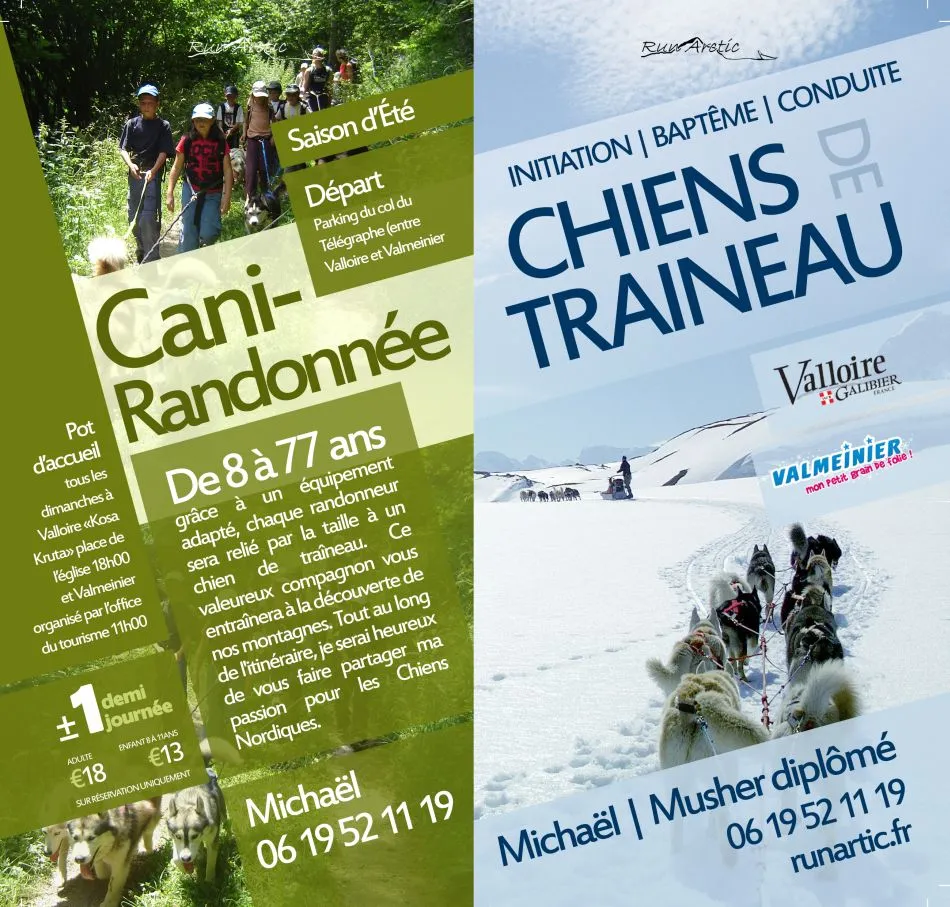 Run Arctic
Saison d'Été
Départ
Parking du col du
Télégraphe (entre
Valloire et Valmeinier
Cani-
Randonnée
De 8 à 77 ans
grâce à un équipement
adapté, chaque randonneur
sera relié par la taille à un
chien de traîneau. Ce
valeureux compagnon vous
entraînera à la découverte de
nos montagnes. Tout au long
de l'itinéraire, je serai heureux
de vous faire partager ma
passion pour les Chiens
Nordiques.
Pot
d'accueil
tous les
dimanches à
Valloire «Kosa
Kruta» place de
l'église 18h00
et Valmeinier
organisé par l'office
du tourisme 11h00
±1 demi
journée
ADULTE
€18
ENFANT 8 À 11ANS
€13
SUR RÉSERVATION UNIQUEMENT
Michaël
06 19 52 11 19
Run Arctic
INITIATION | BAPTÊME | CONDUITE
CHIENS DE
TRAINEAU
Valloire
GALIBIER
FRANCE
VALMEINIER
mon Petit grain de folie !
Michaël | Musher diplômé
06 19 52 11 19
runartic.fr